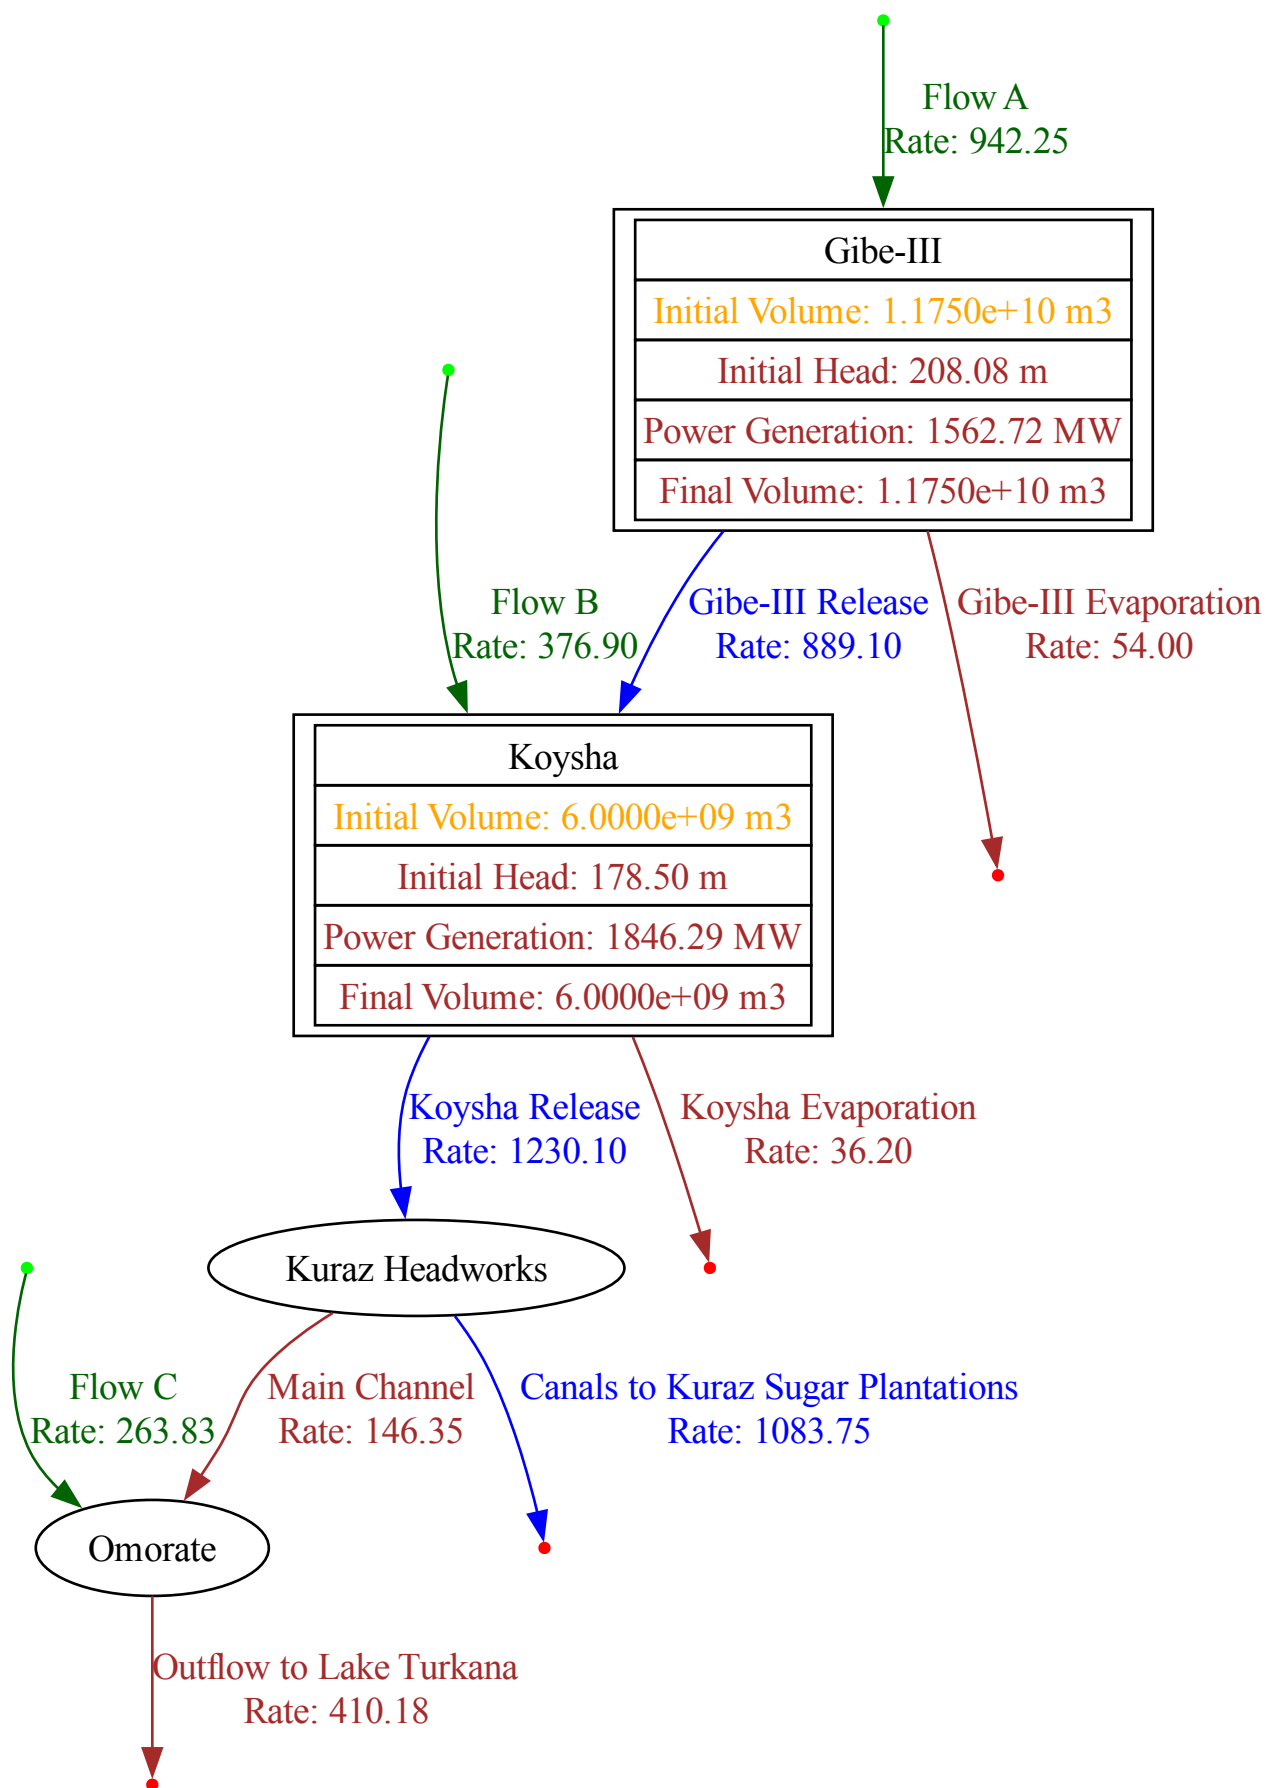 Flow A
Rate: 942.25
Gibe-III
Initial Volume: 1.1750e+10 m3
Initial Head: 208.08 m
Power Generation: 1562.72 MW
Final Volume: 1.1750e+10 m3
Flow B
Rate: 376.90
Gibe-III Release
Rate: 889.10
Gibe-III Evaporation
Rate: 54.00
Koysha
Initial Volume: 6.0000e+09 m3
Initial Head: 178.50 m
Power Generation: 1846.29 MW
Final Volume: 6.0000e+09 m3
Koysha Release
Rate: 1230.10
Koysha Evaporation
Rate: 36.20
Kuraz Headworks
Flow C
Rate: 263.83
Main Channel
Rate: 146.35
Canals to Kuraz Sugar Plantations
Rate: 1083.75
Omorate
Outflow to Lake Turkana
Rate: 410.18